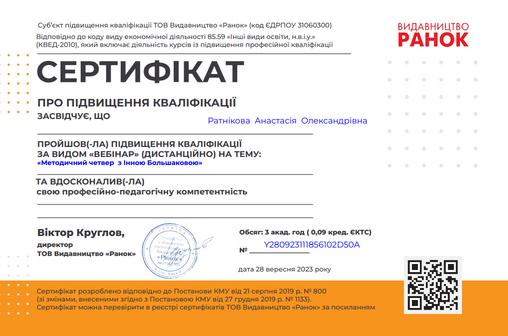 Суб'єкт підвищення кваліфікації ТОВ Видавництво «Ранок» (код ЄДРПОУ 31060300)
Відповідно до коду виду економічної діяльності 85.59 «Інші види освіти, н.в.і.у»
(КВЕД-2010), який включає діяльність курсів із підвищення професійної кваліфікації
ВИДАВНИЦТВО
РАНОК
СЕРТИФІКАТ
ПРО ПІДВИЩЕННЯ КВАЛІФІКАЦІЇ
ЗАСВІДЧУЄ, ЩО
Ратнікова Анастасія Олександрівна
ПРОЙШОВ(-ЛА) ПІДВИЩЕННЯ КВАЛІФІКАЦІЇ
ЗА ВИДОМ «ВЕБІНАР» (ДИСТАНЦІЙНО) НА ТЕМУ:
«Методичний четвер з Інною Большаковою»
ТА ВДОСКОНАЛИВ(-ЛА)
свою професійно-педагогічну компетентність
Віктор Круглов,
директор
ТОВ Видавництво «Ранок»
Обсяг: 3 акад. год ( 0,09 кред. ЄКТС)
№ Y280923111856102D50A
дата 28 вересня 2023 року
Сертифікат розроблено відповідно до Постанови КМУ від 21 серпня 2019 р. № 800
(зі змінами, внесеними згідно з Постановою КМУ від 27 грудня 2019 р. № 1133).
Сертифікат можна перевірити в реєстрі сертифікатів ТОВ Видавництво «Ранок» за посиланням